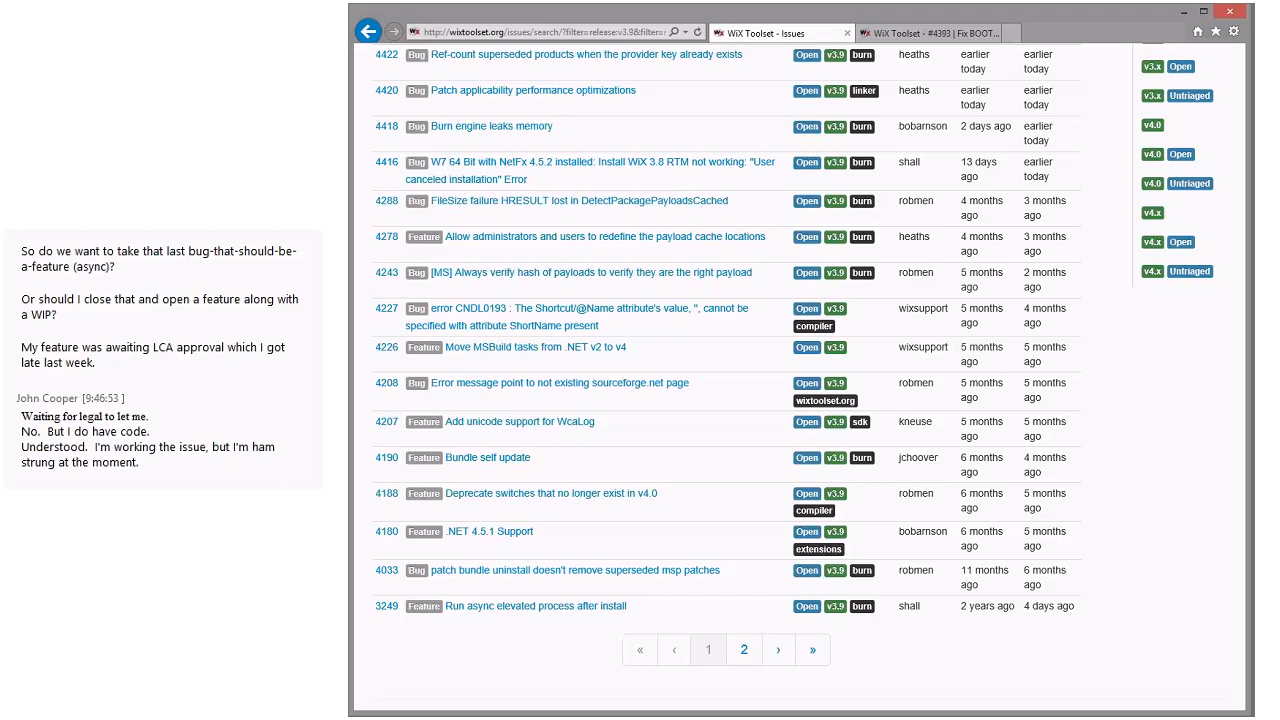 So do we want to take that last bug-that-should-be-
a-feature (async)?
Or should I close that and open a feature along with
a WIP?
My feature was awaiting LCA approval which I got
late last week.
John Cooper [9:46:53 ]
Waiting for legal to let me.
No. But I do have code.
Understood. I'm working the issue, but I'm ham
strung at the moment.
http://wixtoolset.org/issues/search/?filter=release:v3.9&filter=s
WiX Toolset - Issues
WiX Toolset - #4393 | Fix BOOT...
4422 Bug Ref-count superseded products when the provider key already exists Open v3.9 burn heaths earlier earlier
today today
4420 Bug Patch applicability performance optimizations Open v3.9 linker heaths earlier earlier
today today
4418 Bug Burn engine leaks memory Open v3.9 burn bobarnson 2 days ago earlier
today
4416 Bug W7 64 Bit with NetFx 4.5.2 installed: Install WiX 3.8 RTM not working: "User Open v3.9 burn shall 13 days earlier
canceled installation" Error ago today
4288 Bug FileSize failure HRESULT lost in DetectPackagePayloadsCached Open v3.9 burn robmen 4 months 3 months
ago ago
4278 Feature Allow administrators and users to redefine the payload cache locations Open v3.9 burn heaths 4 months 3 months
ago ago
4243 Bug [MS] Always verify hash of payloads to verify they are the right payload Open v3.9 burn robmen 5 months 2 months
ago ago
4227 Bug error CNDL0193 : The Shortcut/@Name attribute's value, '', cannot be Open v3.9 wixsupport 5 months 4 months
specified with attribute ShortName present compiler ago ago
4226 Feature Move MSBuild tasks from .NET v2 to v4 Open v3.9 wixsupport 5 months 5 months
ago ago
4208 Bug Error message point to not existing sourceforge.net page Open v3.9 robmen 5 months 5 months
wixtoolset.org ago ago
4207 Feature Add unicode support for WcaLog Open v3.9 sdk kneuse 5 months 5 months
ago ago
4190 Feature Bundle self update Open v3.9 burn jchoover 6 months 4 months
ago ago
4188 Feature Deprecate switches that no longer exist in v4.0 Open v3.9 robmen 6 months 5 months
compiler ago ago
4180 Feature .NET 4.5.1 Support Open v3.9 bobarnson 6 months 5 months
extensions ago ago
4033 Bug patch bundle uninstall doesn't remove superseded msp patches Open v3.9 burn robmen 11 months 6 months
ago ago
3249 Feature Run async elevated process after install Open v3.9 burn shall 2 years ago 4 days ago
« ‹ 1 2 › »
v3.x Open
v3.x Untriaged
v4.0
v4.0 Open
v4.0 Untriaged
v4.x
v4.x Open
v4.x Untriaged